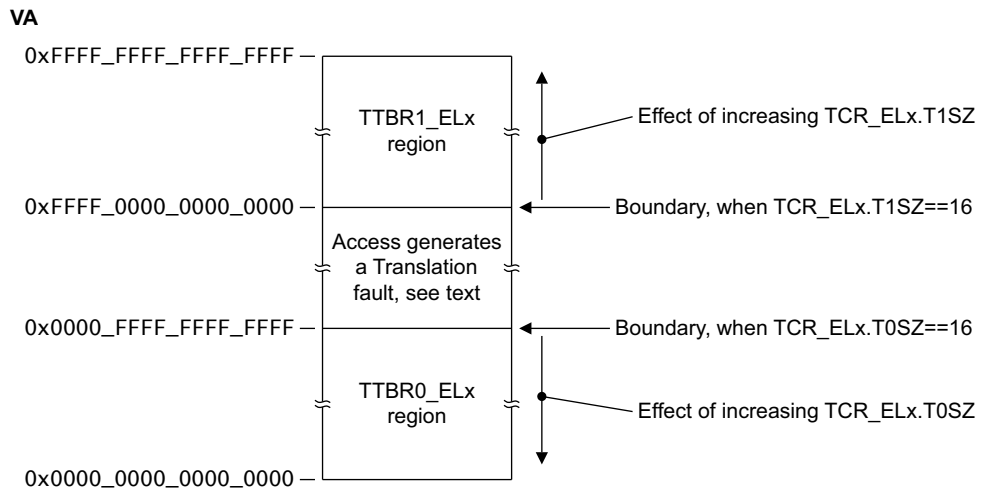 VA
0xFFFF_FFFF_FFFF_FFFF
TTBR1_ELx
region
Effect of increasing TCR_ELx.T1SZ
0xFFFF_0000_0000_0000
Boundary, when TCR_ELx.T1SZ==16
Access generates
a Translation
fault, see text
0x0000_FFFF_FFFF_FFFF
Boundary, when TCR_ELx.T0SZ==16
TTBR0_ELx
region
Effect of increasing TCR_ELx.T0SZ
0x0000_0000_0000_0000